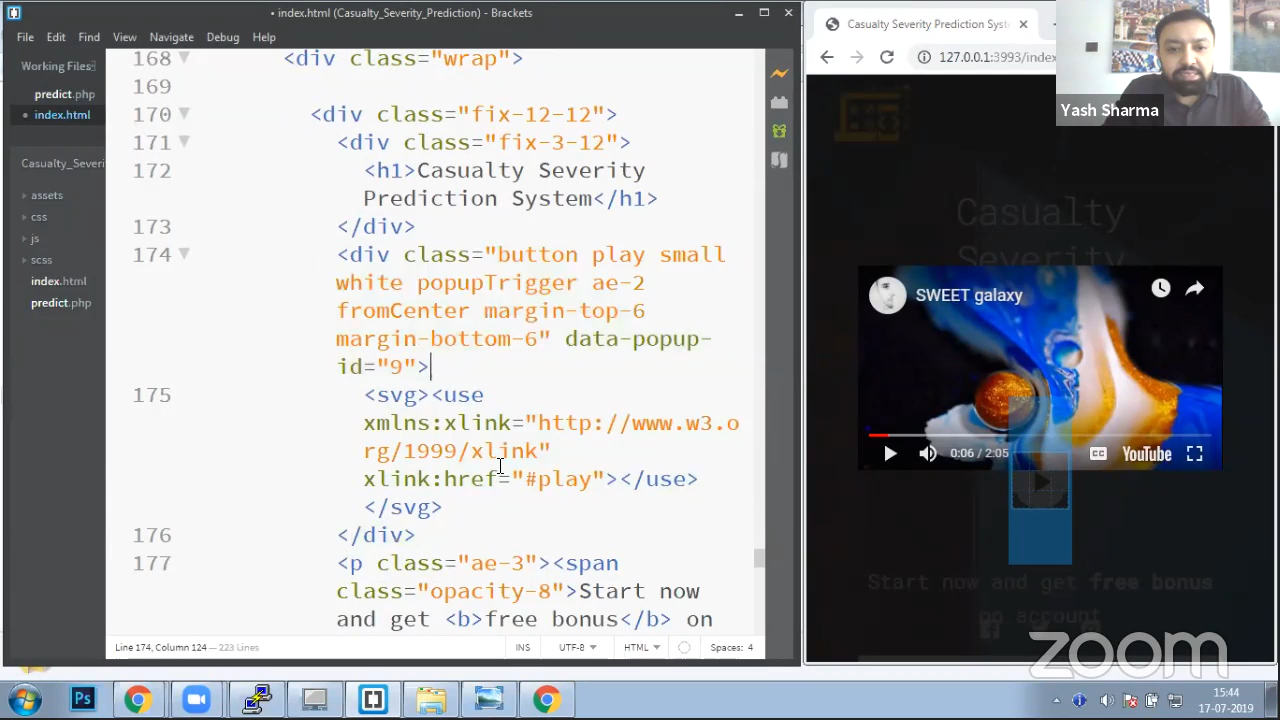 • index.html (Casualty_Severity_Prediction) - Brackets
File Edit Find View Navigate Debug Help
Working Files
predict.php
• index.html
Casualty_Severi
assets
css
js
scss
index.html
predict.php
168 <div class="wrap">
169
170 <div class="fix-12-12">
171 <div class="fix-3-12">
172 <h1>Casualty Severity
Prediction System</h1>
173 </div>
174 <div class="button play small
white popupTrigger ae-2
fromCenter margin-top-6
margin-bottom-6" data-popup-
id="9">
175 <svg><use
xmlns:xlink="http://www.w3.o
rg/1999/xlink"
xlink:href="#play"></use>
</svg>
176 </div>
177 <p class="ae-3"><span
class="opacity-8">Start now
and get <b>free bonus</b> on
Line 174, Column 124 — 223 Lines
INS UTF-8 HTML Spaces: 4
Casualty Severity Prediction Syst
127.0.0.1:3993/index
Yash Sharma
Casualty
Severity
SWEET galaxy
0:06 / 2:05 CC YouTube
Start now and get free bonus
on account
zoom
Ps
15:44
17-07-2019